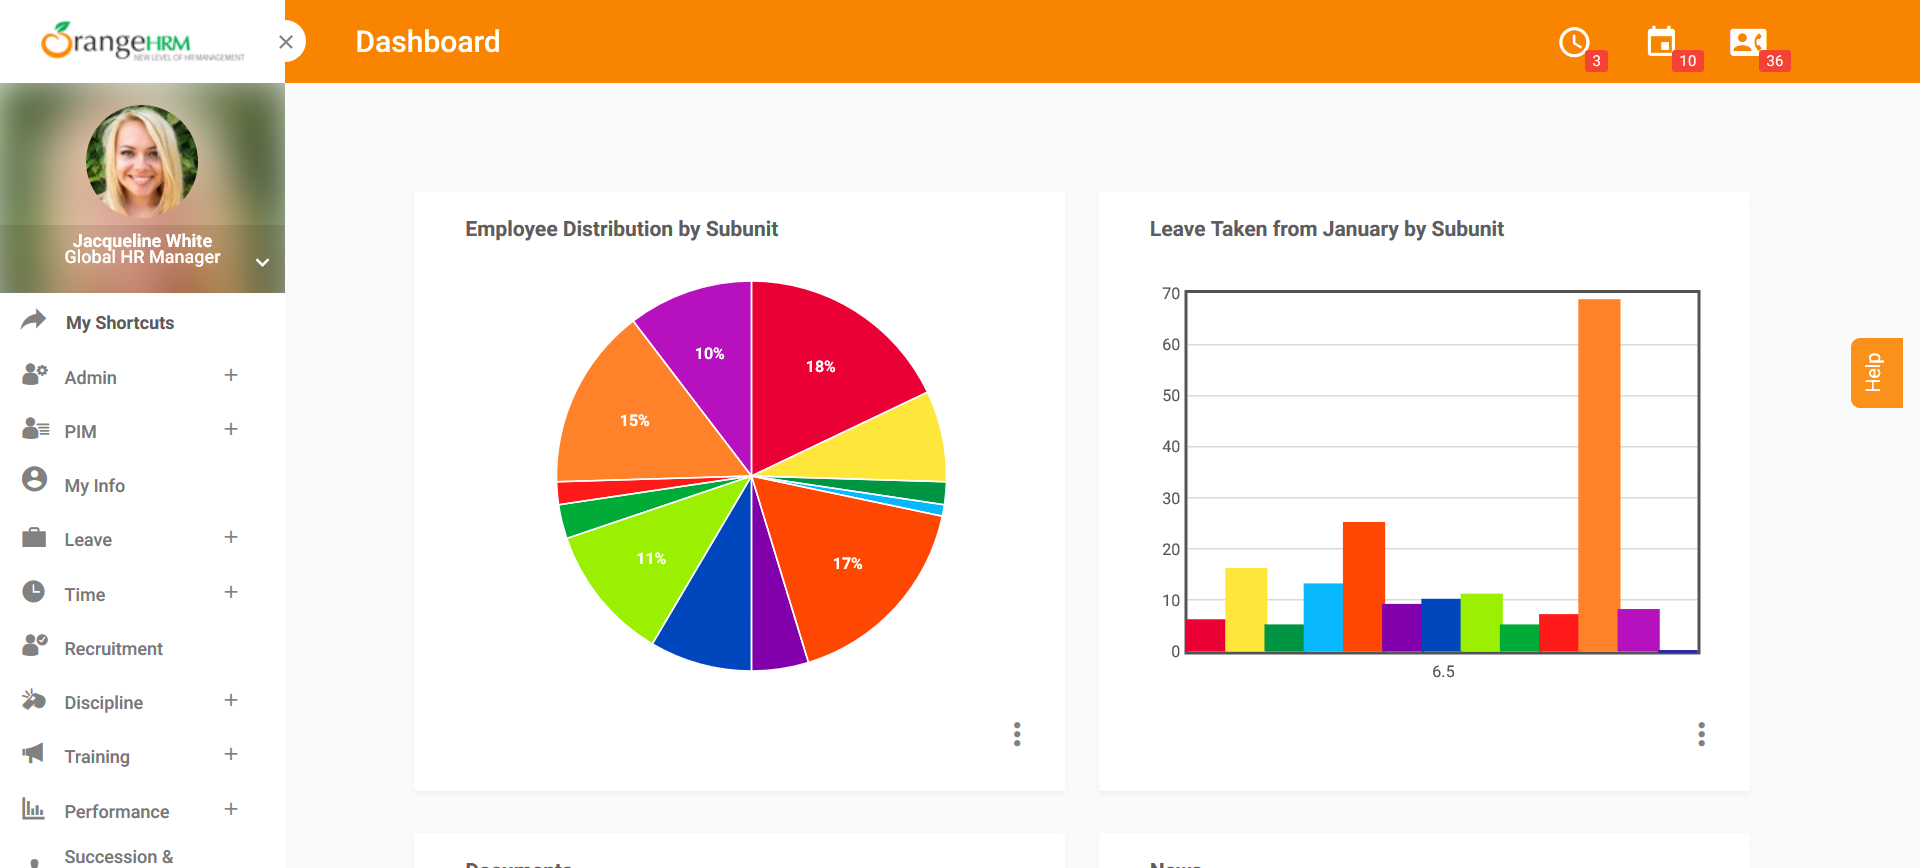 OrangeHRM
NEW LEVEL OF HR MANAGEMENT
Dashboard
3
10
36
Jacqueline White
Global HR Manager
My Shortcuts
Admin
PIM
My Info
Leave
Time
Recruitment
Discipline
Training
Performance
Succession &
Employee Distribution by Subunit
10%
18%
15%
11%
17%
Leave Taken from January by Subunit
70
60
50
40
30
20
10
0
6.5
Help
Documents
News